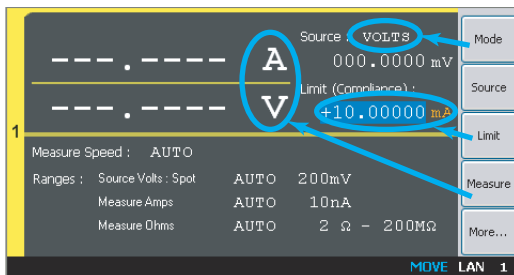 Source : VOLTS
---.---- A
000.0000 mV
Limit (Compliance) :
---.---- V
+10.00000 mA
1
Measure Speed : AUTO
Ranges : Source Volts : Spot AUTO 200mV
Measure Amps AUTO 10nA
Measure Ohms AUTO 2 Ω - 200MΩ
Mode
Source
Limit
Measure
More...
MOVE LAN 1